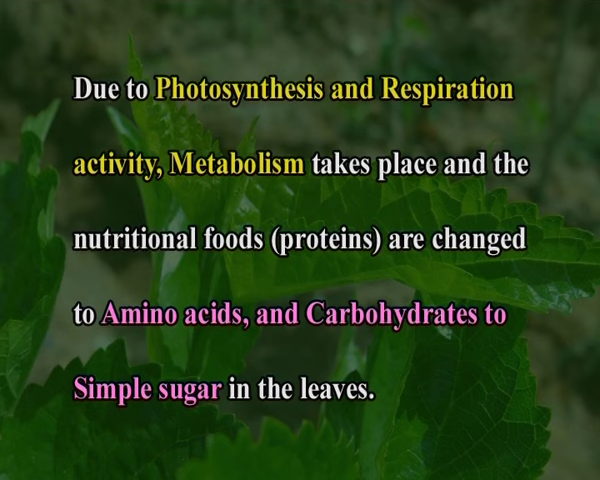 Due to Photosynthesis and Respiration
activity, Metabolism takes place and the
nutritional foods (proteins) are changed
to Amino acids, and Carbohydrates to
Simple sugar in the leaves.